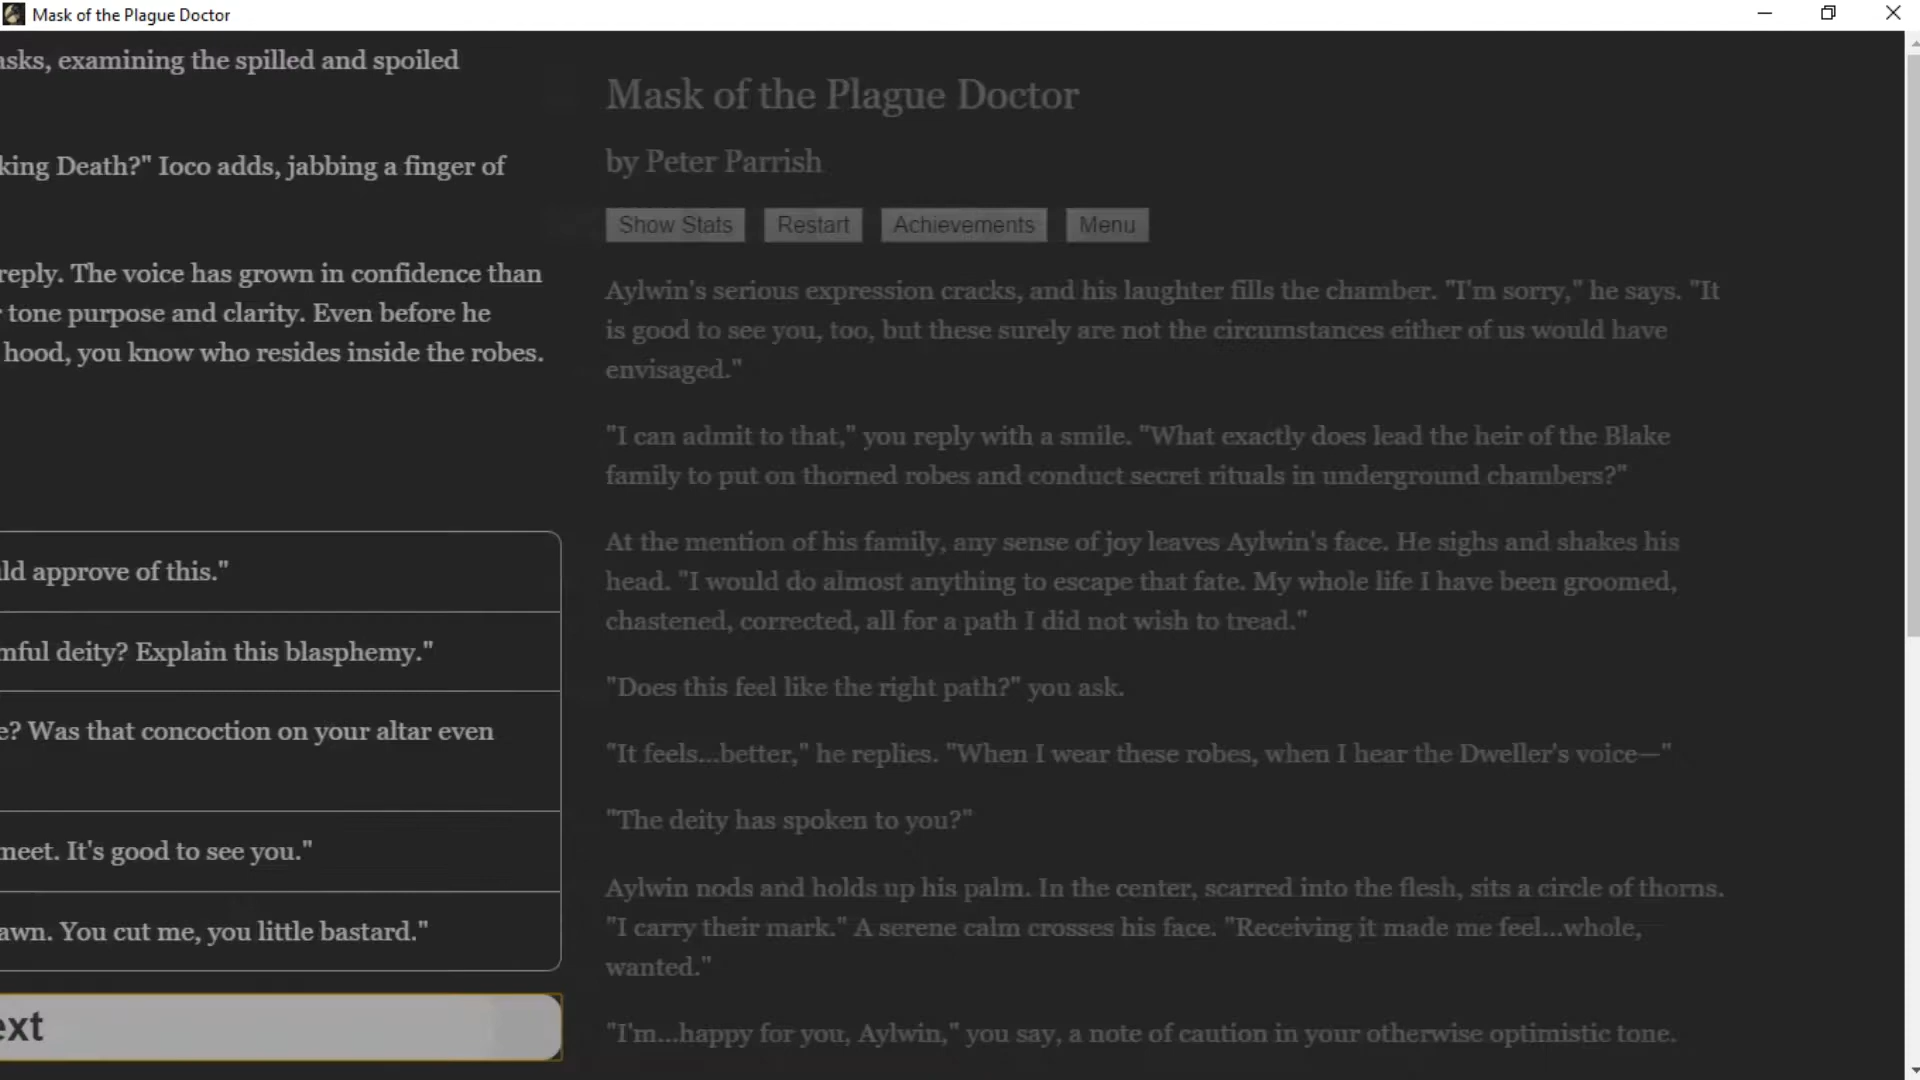 Mask of the Plague Doctor
asks, examining the spilled and spoiled
king Death?" Ioco adds, jabbing a finger of
reply. The voice has grown in confidence than
tone purpose and clarity. Even before he
hood, you know who resides inside the robes.
ld approve of this."
mful deity? Explain this blasphemy."
e? Was that concoction on your altar even
meet. It's good to see you."
awn. You cut me, you little bastard."
ext
Mask of the Plague Doctor
by Peter Parrish
Show Stats Restart Achievements Menu
Aylwin's serious expression cracks, and his laughter fills the chamber. "I'm sorry," he says. "It
is good to see you, too, but these surely are not the circumstances either of us would have
envisaged."
"I can admit to that," you reply with a smile. "What exactly does lead the heir of the Blake
family to put on thorned robes and conduct secret rituals in underground chambers?"
At the mention of his family, any sense of joy leaves Aylwin's face. He sighs and shakes his
head. "I would do almost anything to escape that fate. My whole life I have been groomed,
chastened, corrected, all for a path I did not wish to tread."
"Does this feel like the right path?" you ask.
"It feels...better," he replies. "When I wear these robes, when I hear the Dweller's voice—"
"The deity has spoken to you?"
Aylwin nods and holds up his palm. In the center, scarred into the flesh, sits a circle of thorns.
"I carry their mark." A serene calm crosses his face. "Receiving it made me feel...whole,
wanted."
"I'm...happy for you, Aylwin," you say, a note of caution in your otherwise optimistic tone.